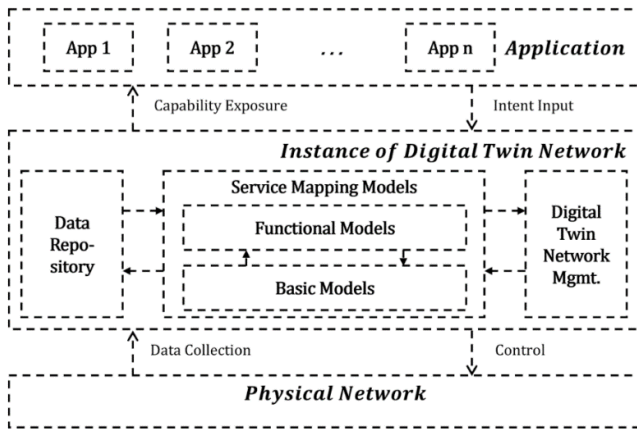 App 1
App 2
...
App n
Application
Capability Exposure
Intent Input
Instance of Digital Twin Network
Service Mapping Models
Data
Repo-
sitory
Functional Models
Basic Models
Digital
Twin
Network
Mgmt.
Data Collection
Control
Physical Network